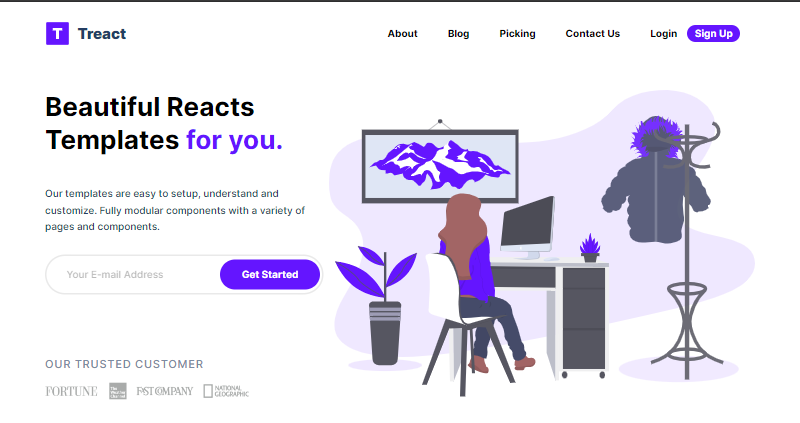 T Treact
About Blog Picking Contact Us Login Sign Up
Beautiful Reacts
Templates for you.
Our templates are easy to setup, understand and
customize. Fully modular components with a variety of
pages and components.
Your E-mail Address Get Started
OUR TRUSTED CUSTOMER
FORTUNE FAST COMPANY NATIONAL
GEOGRAPHIC